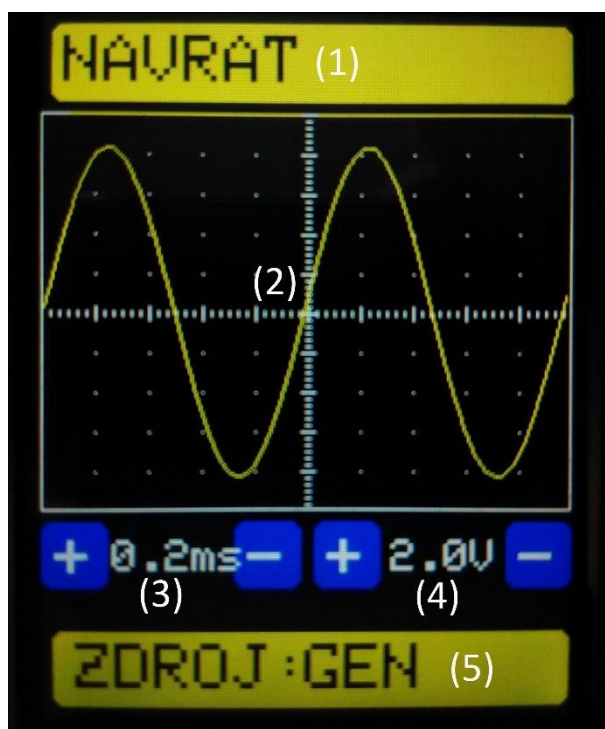 NAVRAT (1)
(2)
+ 0.2ms - + 2.0V -
(3) (4)
ZDROJ:GEN (5)